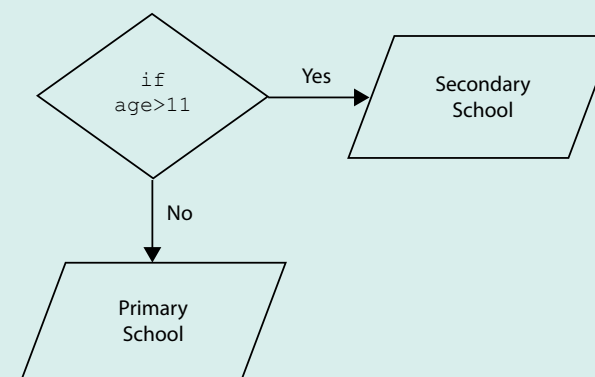 if
age>11
Yes
Secondary
School
No
Primary
School